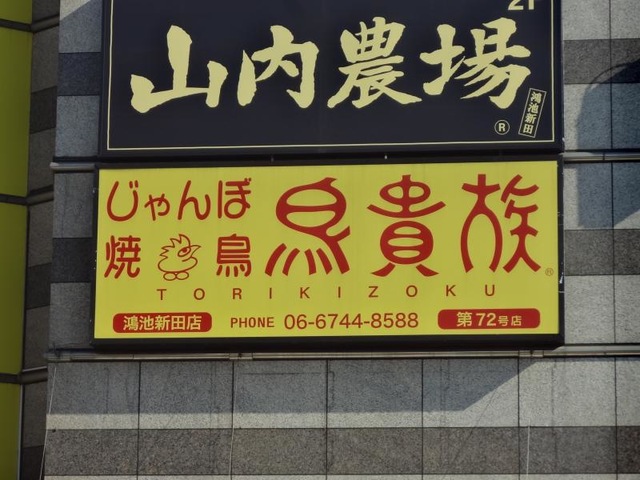 2F
山内農場
鴻池新田
®
じゃんぼ
焼鳥
鳥貴族
®
TORIKIZOKU
鴻池新田店 PHONE 06-6744-8588 第72号店